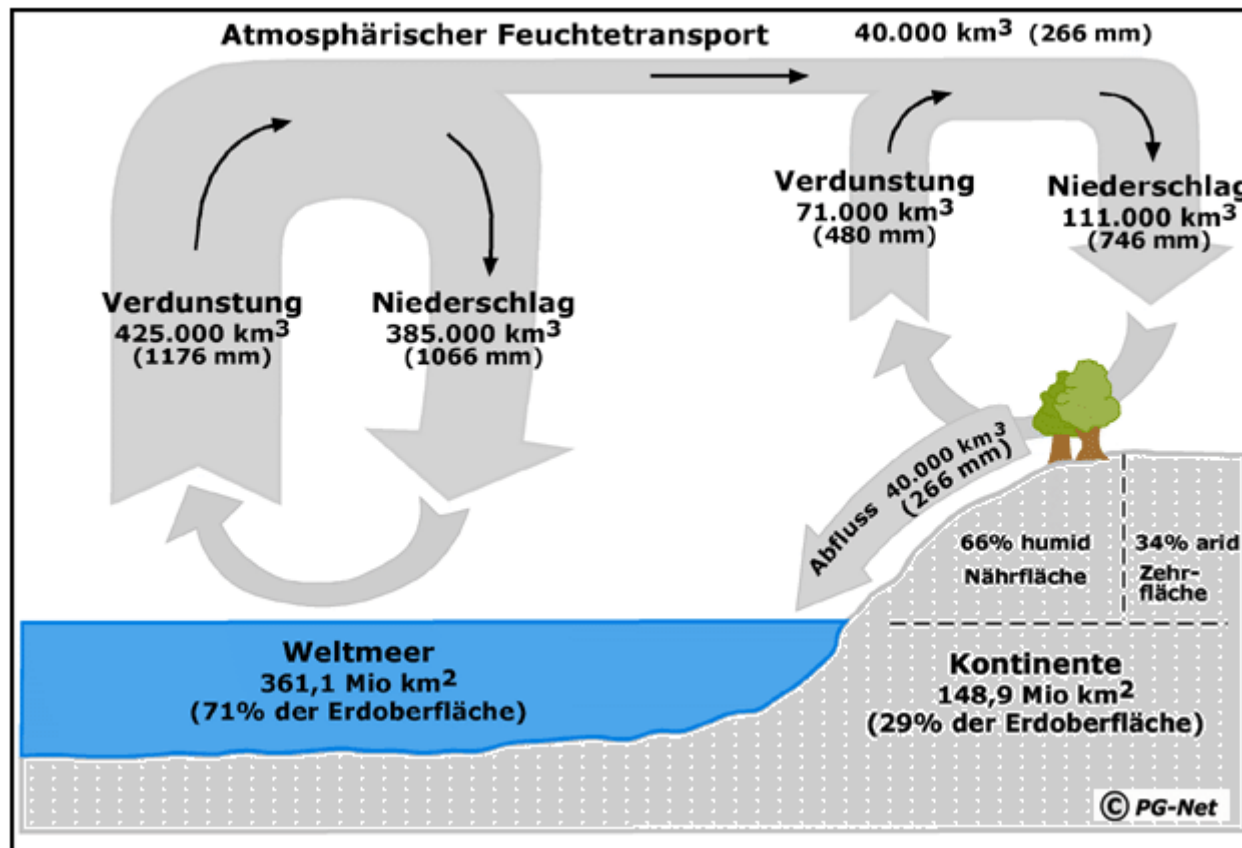 Atmosphärischer Feuchtetransport 40.000 km³ (266 mm)
Verdunstung
71.000 km³
(480 mm)
Niederschlag
111.000 km³
(746 mm)
Verdunstung
425.000 km³
(1176 mm)
Niederschlag
385.000 km³
(1066 mm)
Abfluss 40.000 km³
(266 mm)
66% humid
Nährfläche
34% arid
Zehr-
fläche
Weltmeer
361,1 Mio km²
(71% der Erdoberfläche)
Kontinente
148,9 Mio km²
(29% der Erdoberfläche)
© PG-Net